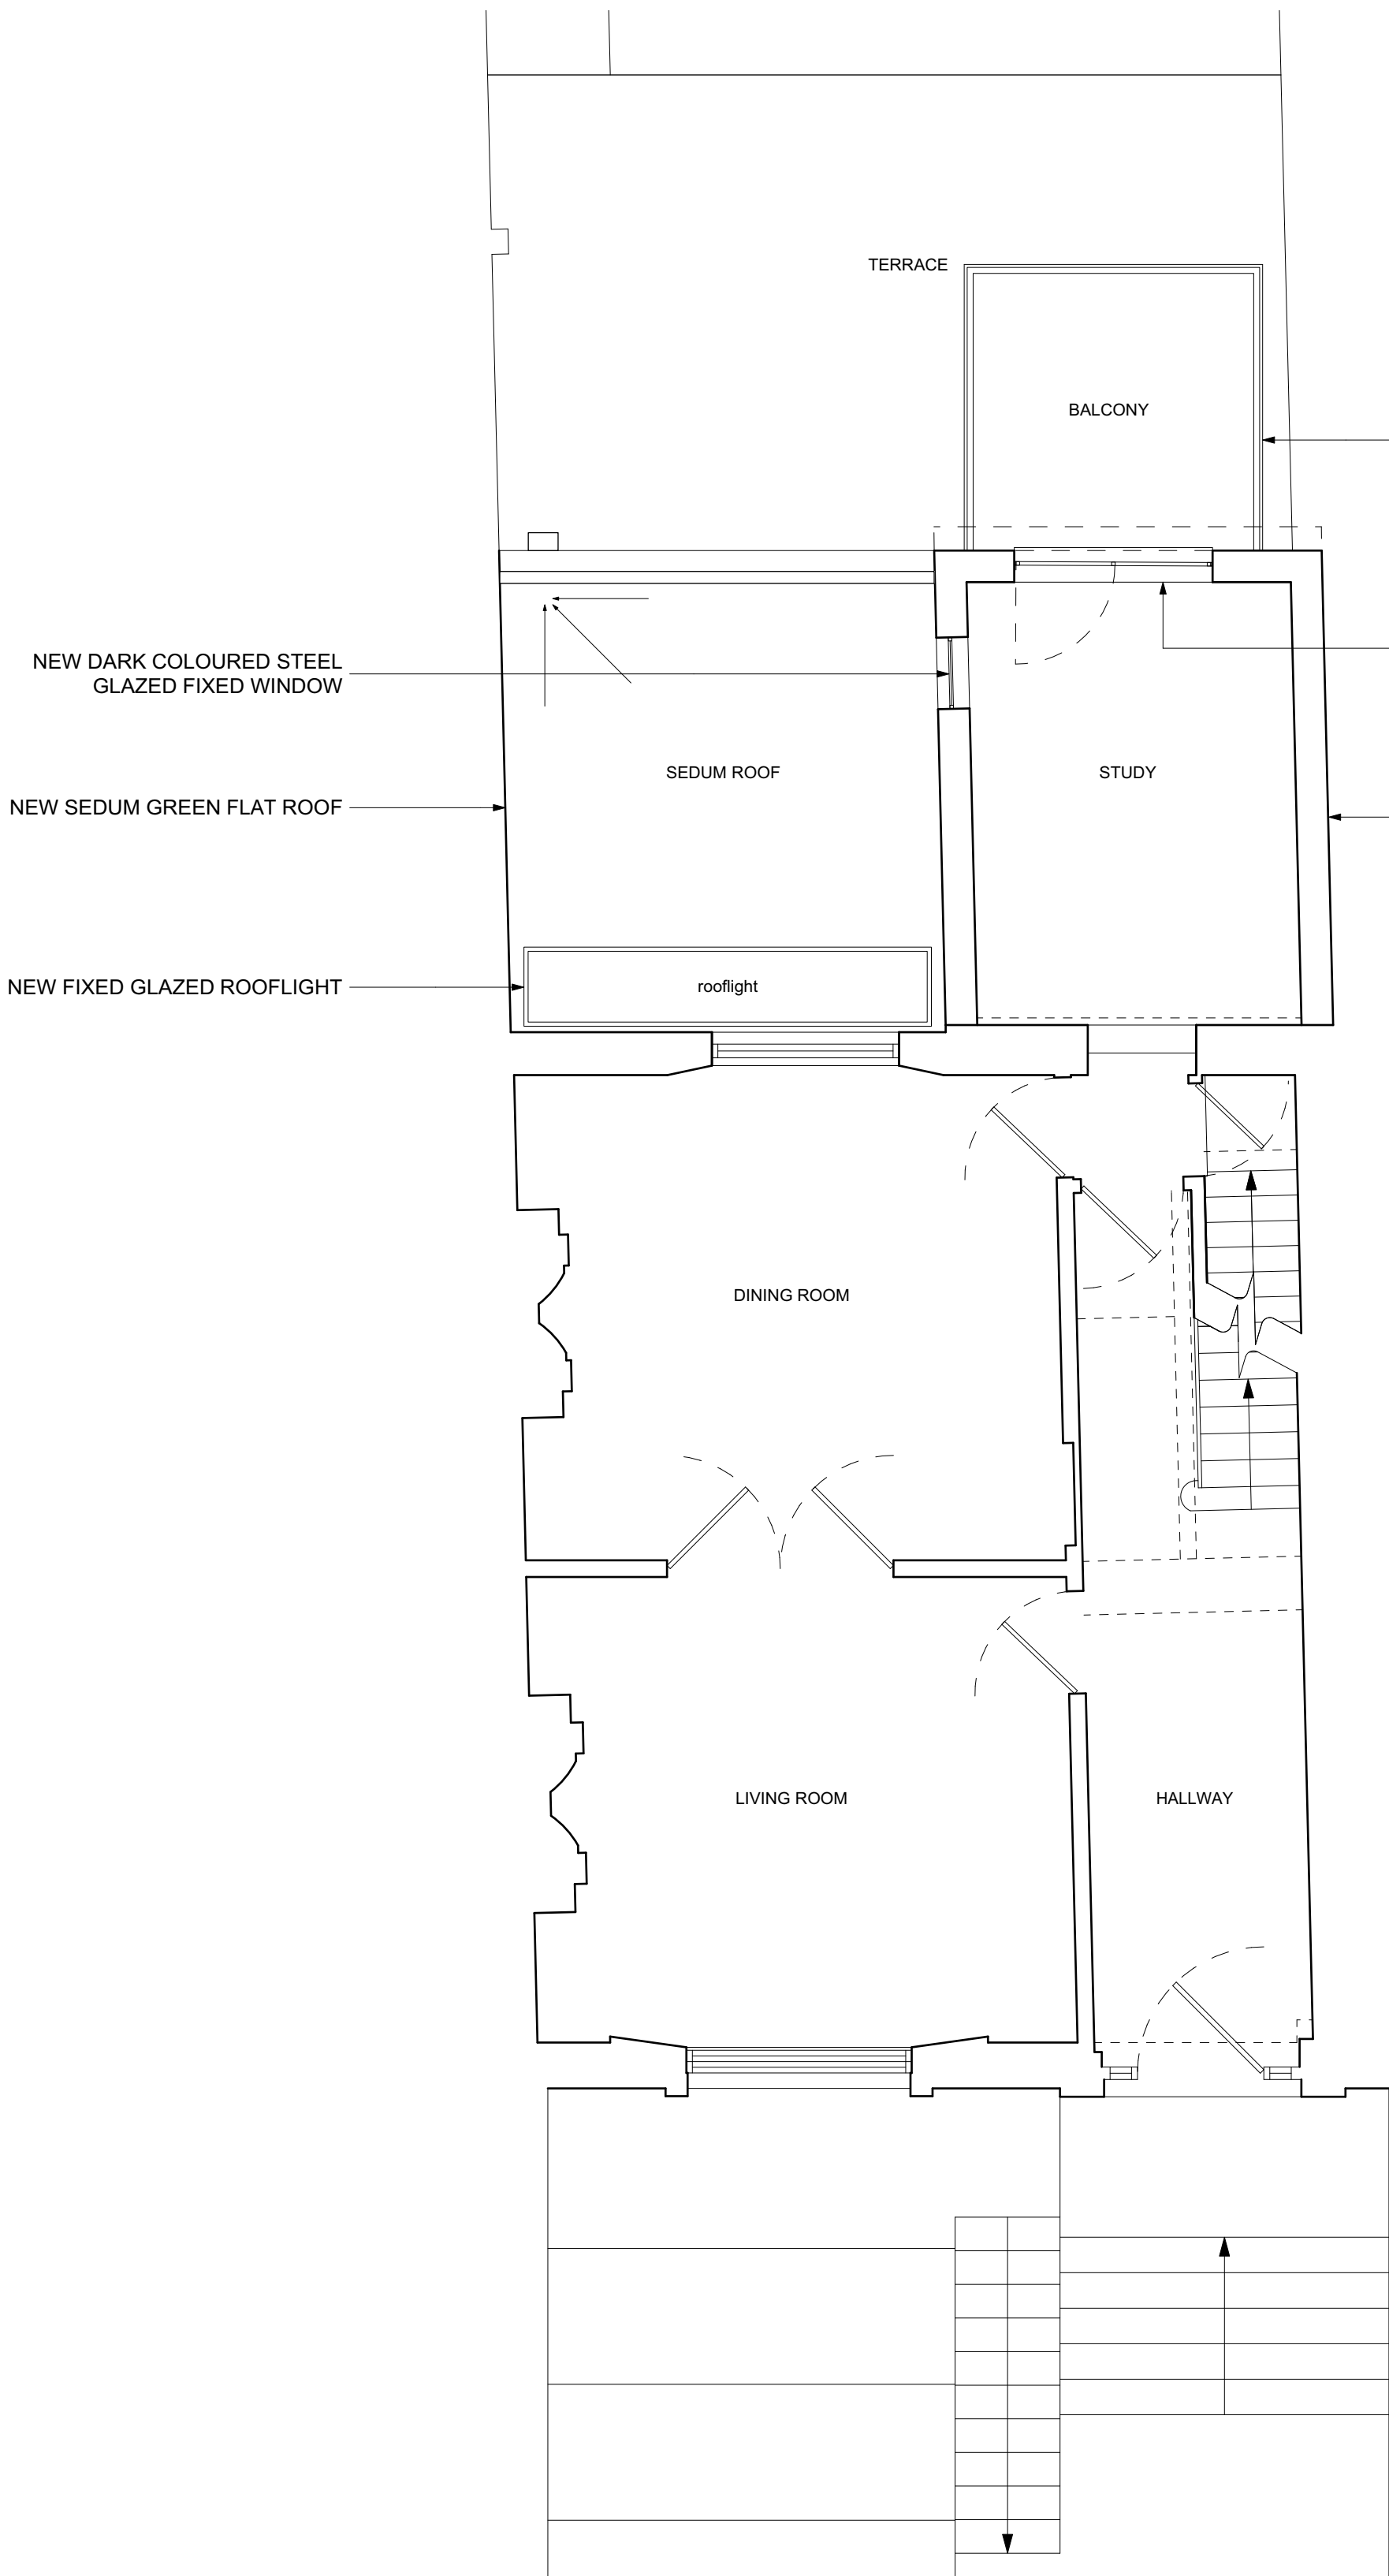 TERRACE
BALCONY
NEW DARK COLOURED STEEL
GLAZED FIXED WINDOW
SEDUM ROOF
STUDY
NEW SEDUM GREEN FLAT ROOF
NEW FIXED GLAZED ROOFLIGHT
rooflight
DINING ROOM
LIVING ROOM
HALLWAY